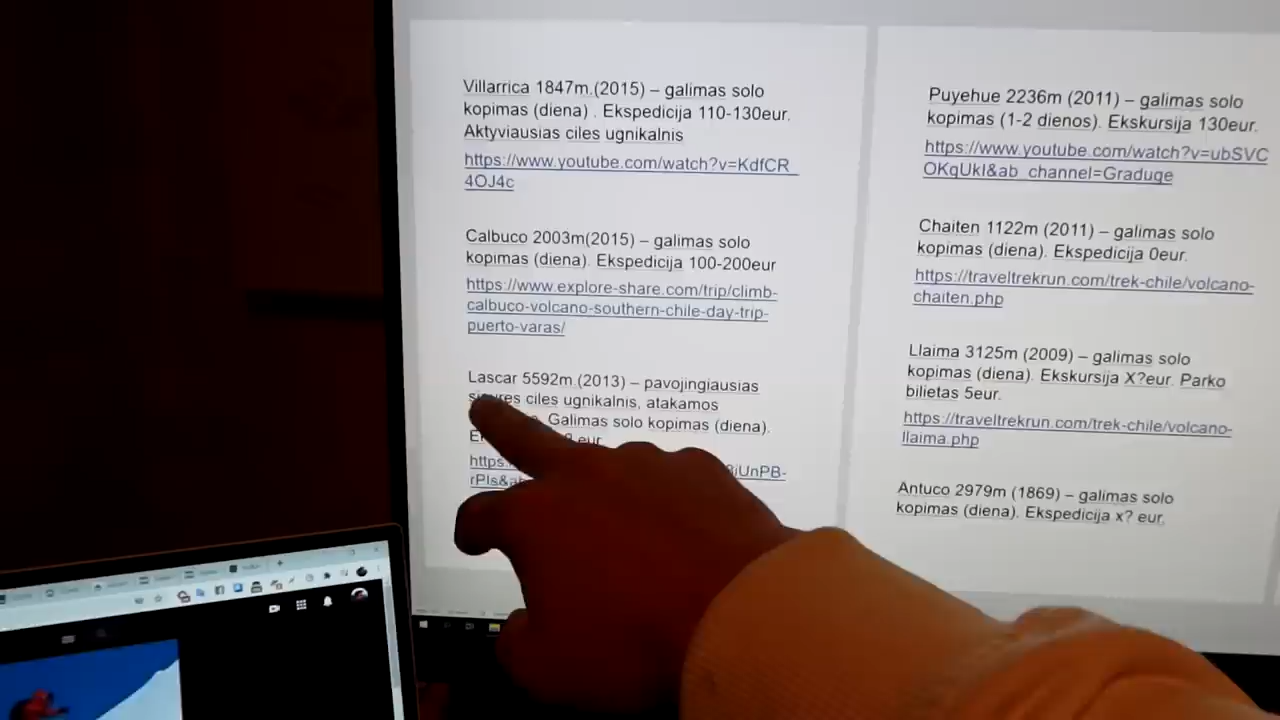 Villarrica 1847m.(2015) – galimas solo
kopimas (diena) . Ekspedicija 110-130eur.
Aktyviausias ciles ugnikalnis
https://www.youtube.com/watch?v=KdfCR_
4OJ4c
Calbuco 2003m(2015) – galimas solo
kopimas (diena). Ekspedicija 100-200eur
https://www.explore-share.com/trip/climb-
calbuco-volcano-southern-chile-day-trip-
puerto-varas/
Lascar 5592m.(2013) – pavojingiausias
ciles ugnikalnis, atakamos
Galimas solo kopimas (diena).
eur.
https:
rPIs&ab
Puyehue 2236m (2011) – galimas solo
kopimas (1-2 dienos). Ekskursija 130eur.
https://www.youtube.com/watch?v=ubSVC
OKqUkI&ab_channel=Graduqe
Chaiten 1122m (2011) – galimas solo
kopimas (diena). Ekspedicija 0eur.
https://traveltrekrun.com/trek-chile/volcano-
chaiten.php
Llaima 3125m (2009) – galimas solo
kopimas (diena). Ekskursija X?eur. Parko
bilietas 5eur.
https://traveltrekrun.com/trek-chile/volcano-
llaima.php
Antuco 2979m (1869) – galimas solo
kopimas (diena). Ekspedicija x? eur.